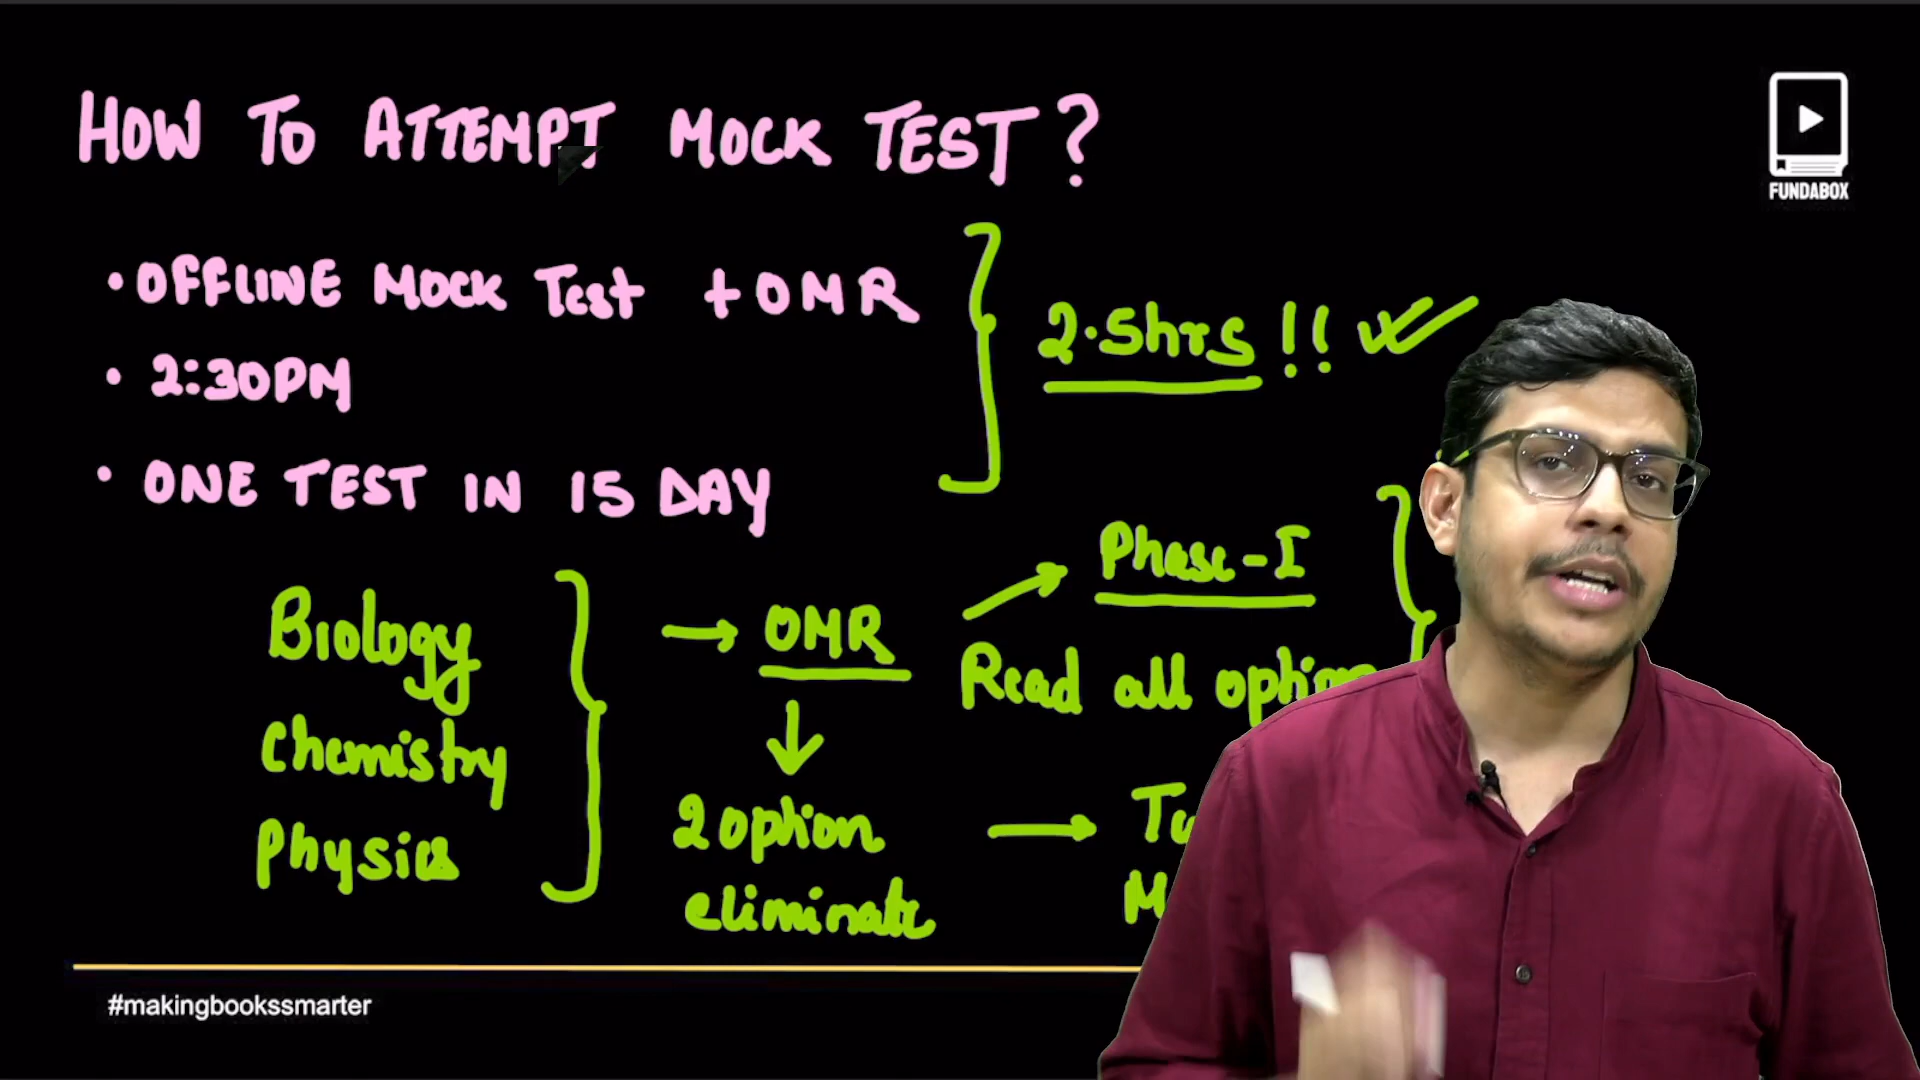 HOW TO ATTEMPT MOCK TEST?
FUNDABOX
• OFFLINE MOCK Test + OMR
2.5hrs !!
• 2:30PM
• ONE TEST IN 15 DAY
Biology
Chemistry
Physics
→ OMR
Phase-I
Read all option
2 option
eliminate
→
#makingbookssmarter